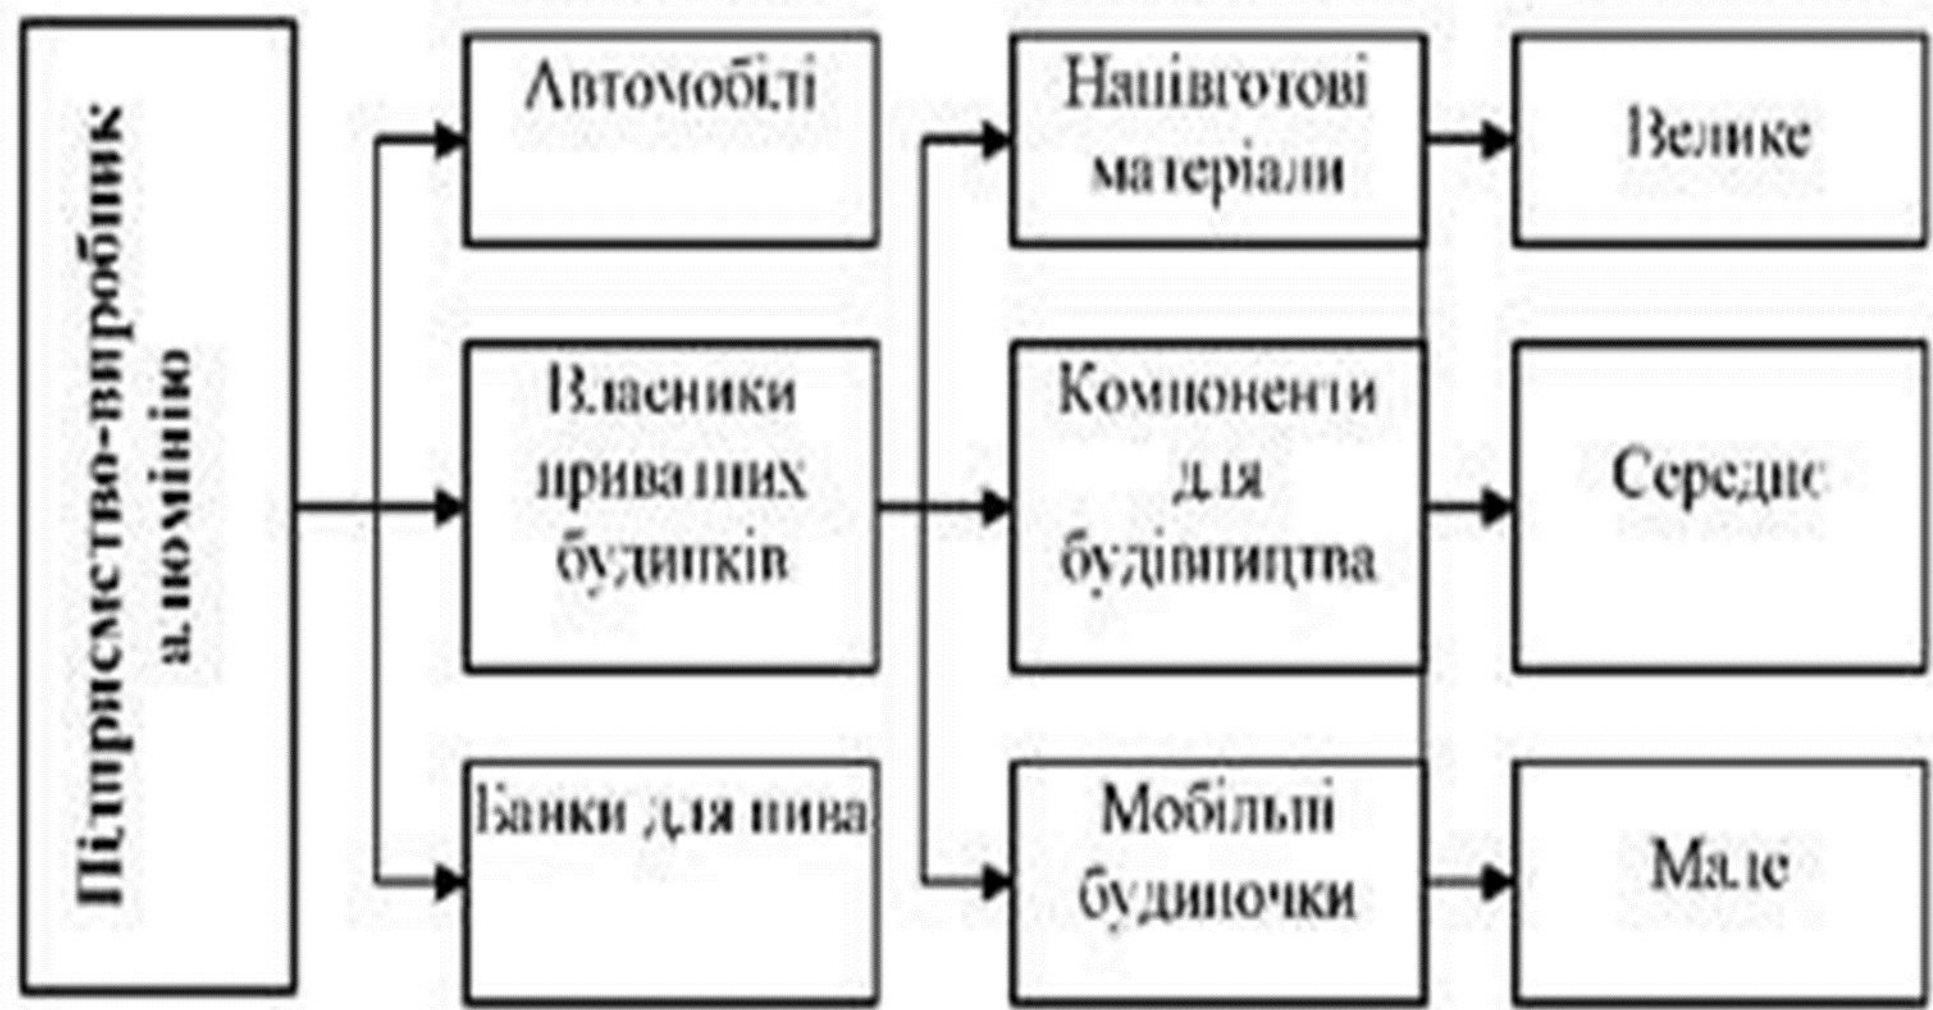 Підприємство-виробник
алюмінію
Автомобілі
Власники
приватних
будинків
Банки для пива
Напівготові
матеріали
Компоненти
для
будівництва
Мобільні
будиночки
Велике
Середнє
Мале